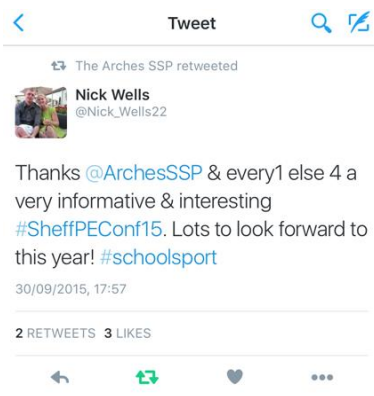 Tweet
The Arches SSP retweeted
Nick Wells
@Nick_Wells22
Thanks @ArchesSSP & every1 else 4 a
very informative & interesting
#SheffPEConf15. Lots to look forward to
this year! #schoolsport
30/09/2015, 17:57
2 RETWEETS 3 LIKES